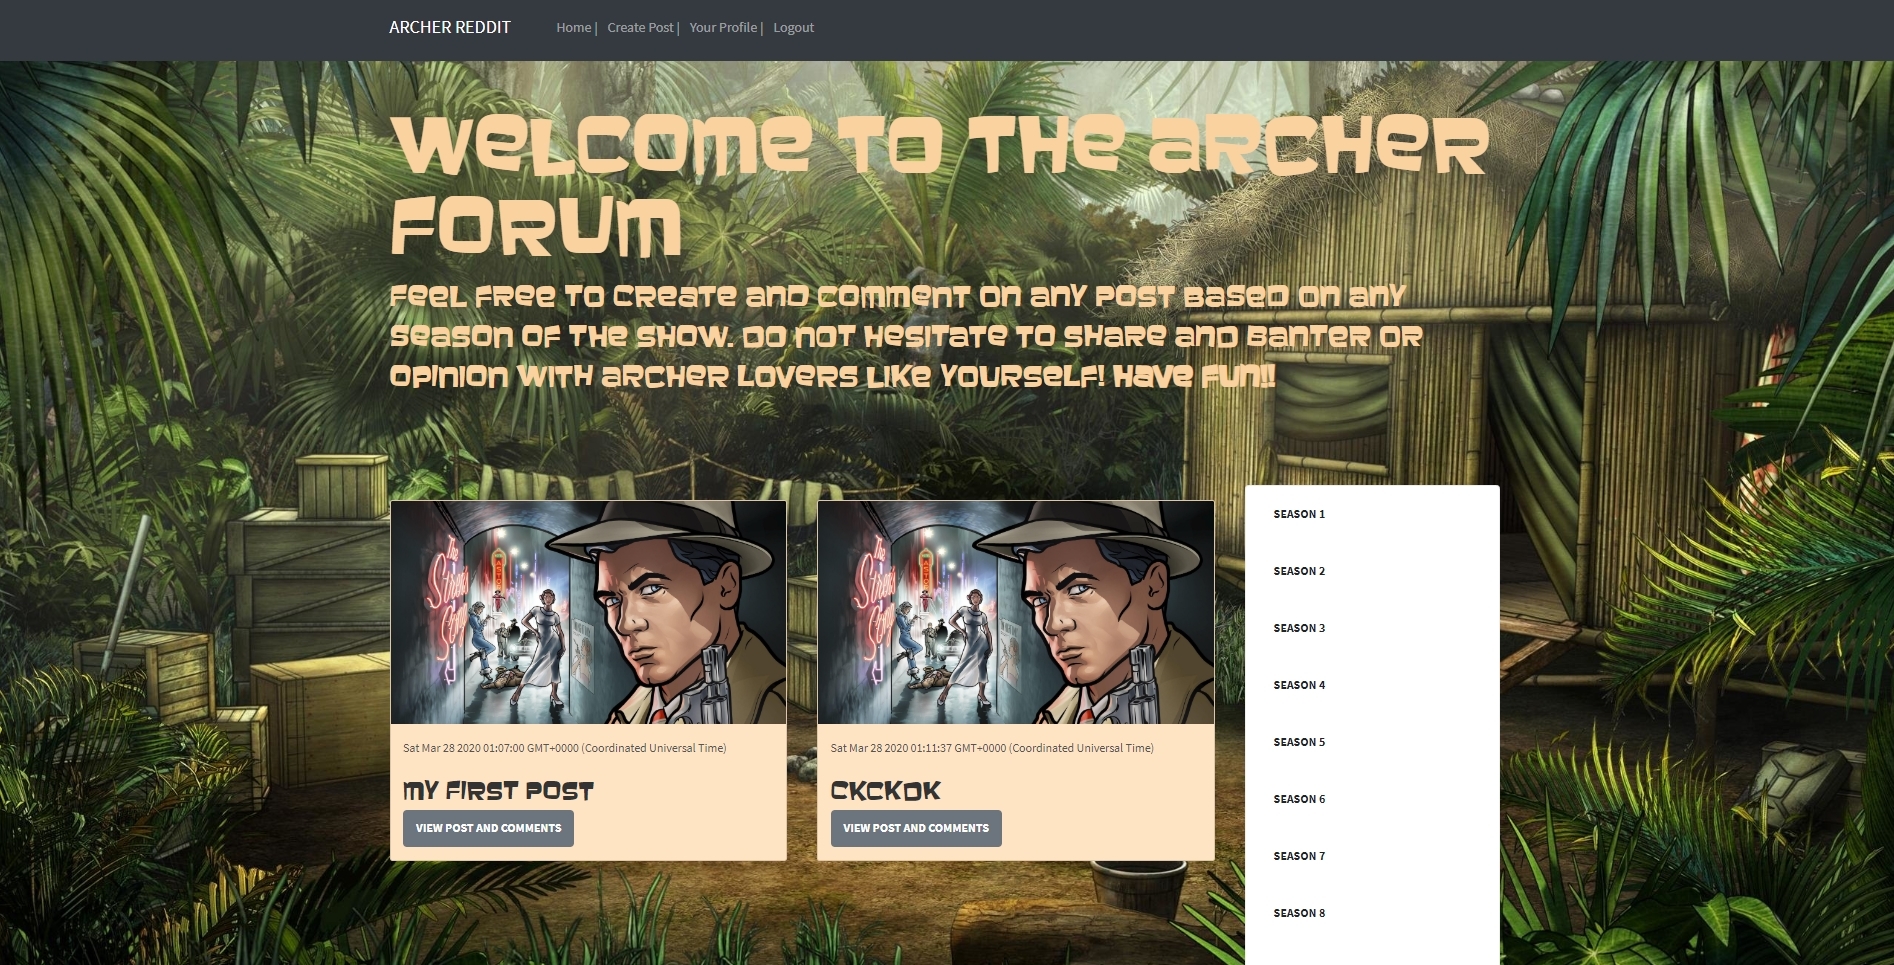 ARCHER REDDIT
Home | Create Post | Your Profile | Logout
WeLCOme TO THe aRCHeR
FORUm
FeeL FRee TO CReaTe anD COmmenT On anY POST BaseD On anY
SeaSOn OF THe SHOW. DO nOT HeSITaTe TO SHaRe anD BanTeR OR
OPInIOn WITH aRCHeR LOVeRS LIKe YOURSeLF! Have Fun!!
Sat Mar 28 2020 01:07:00 GMT+0000 (Coordinated Universal Time)
mY FIRST POST
VIEW POST AND COMMENTS
Sat Mar 28 2020 01:11:37 GMT+0000 (Coordinated Universal Time)
CKCKDK
VIEW POST AND COMMENTS
SEASON 1
SEASON 2
SEASON 3
SEASON 4
SEASON 5
SEASON 6
SEASON 7
SEASON 8